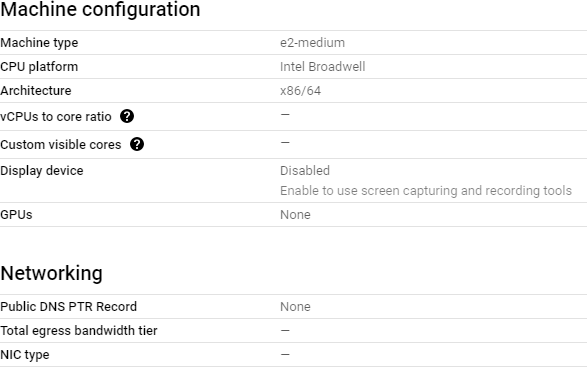 Machine configuration
Machine type e2-medium
CPU platform Intel Broadwell
Architecture x86/64
vCPUs to core ratio ? —
Custom visible cores ? —
Display device Disabled
Enable to use screen capturing and recording tools
GPUs None
Networking
Public DNS PTR Record None
Total egress bandwidth tier —
NIC type —